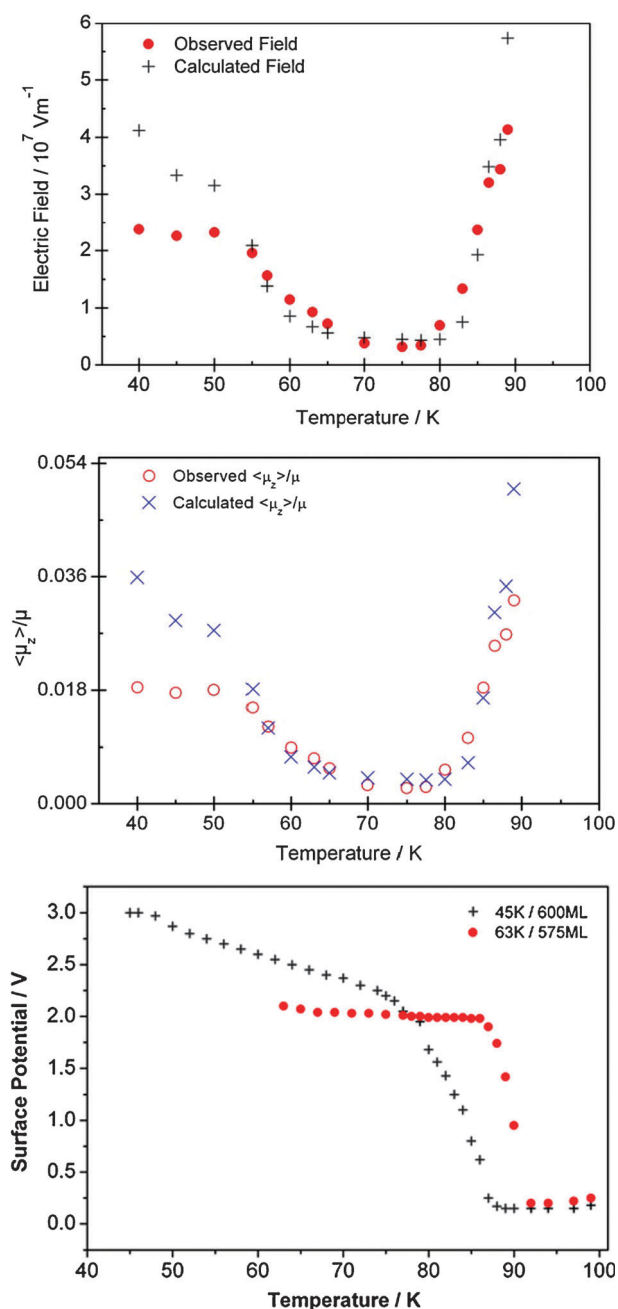 6
5
4
3
2
1
0
Electric Field / 10⁷ Vm⁻¹
Observed Field
Calculated Field
40 50 60 70 80 90 100
Temperature / K
0.054
0.036
0.018
0.000
<μz>/μ
Observed <μz>/μ
Calculated <μz>/μ
40 50 60 70 80 90 100
Temperature / K
3.0
2.5
2.0
1.5
1.0
0.5
0.0
Surface Potential / V
45K / 600ML
63K / 575ML
40 50 60 70 80 90 100
Temperature / K